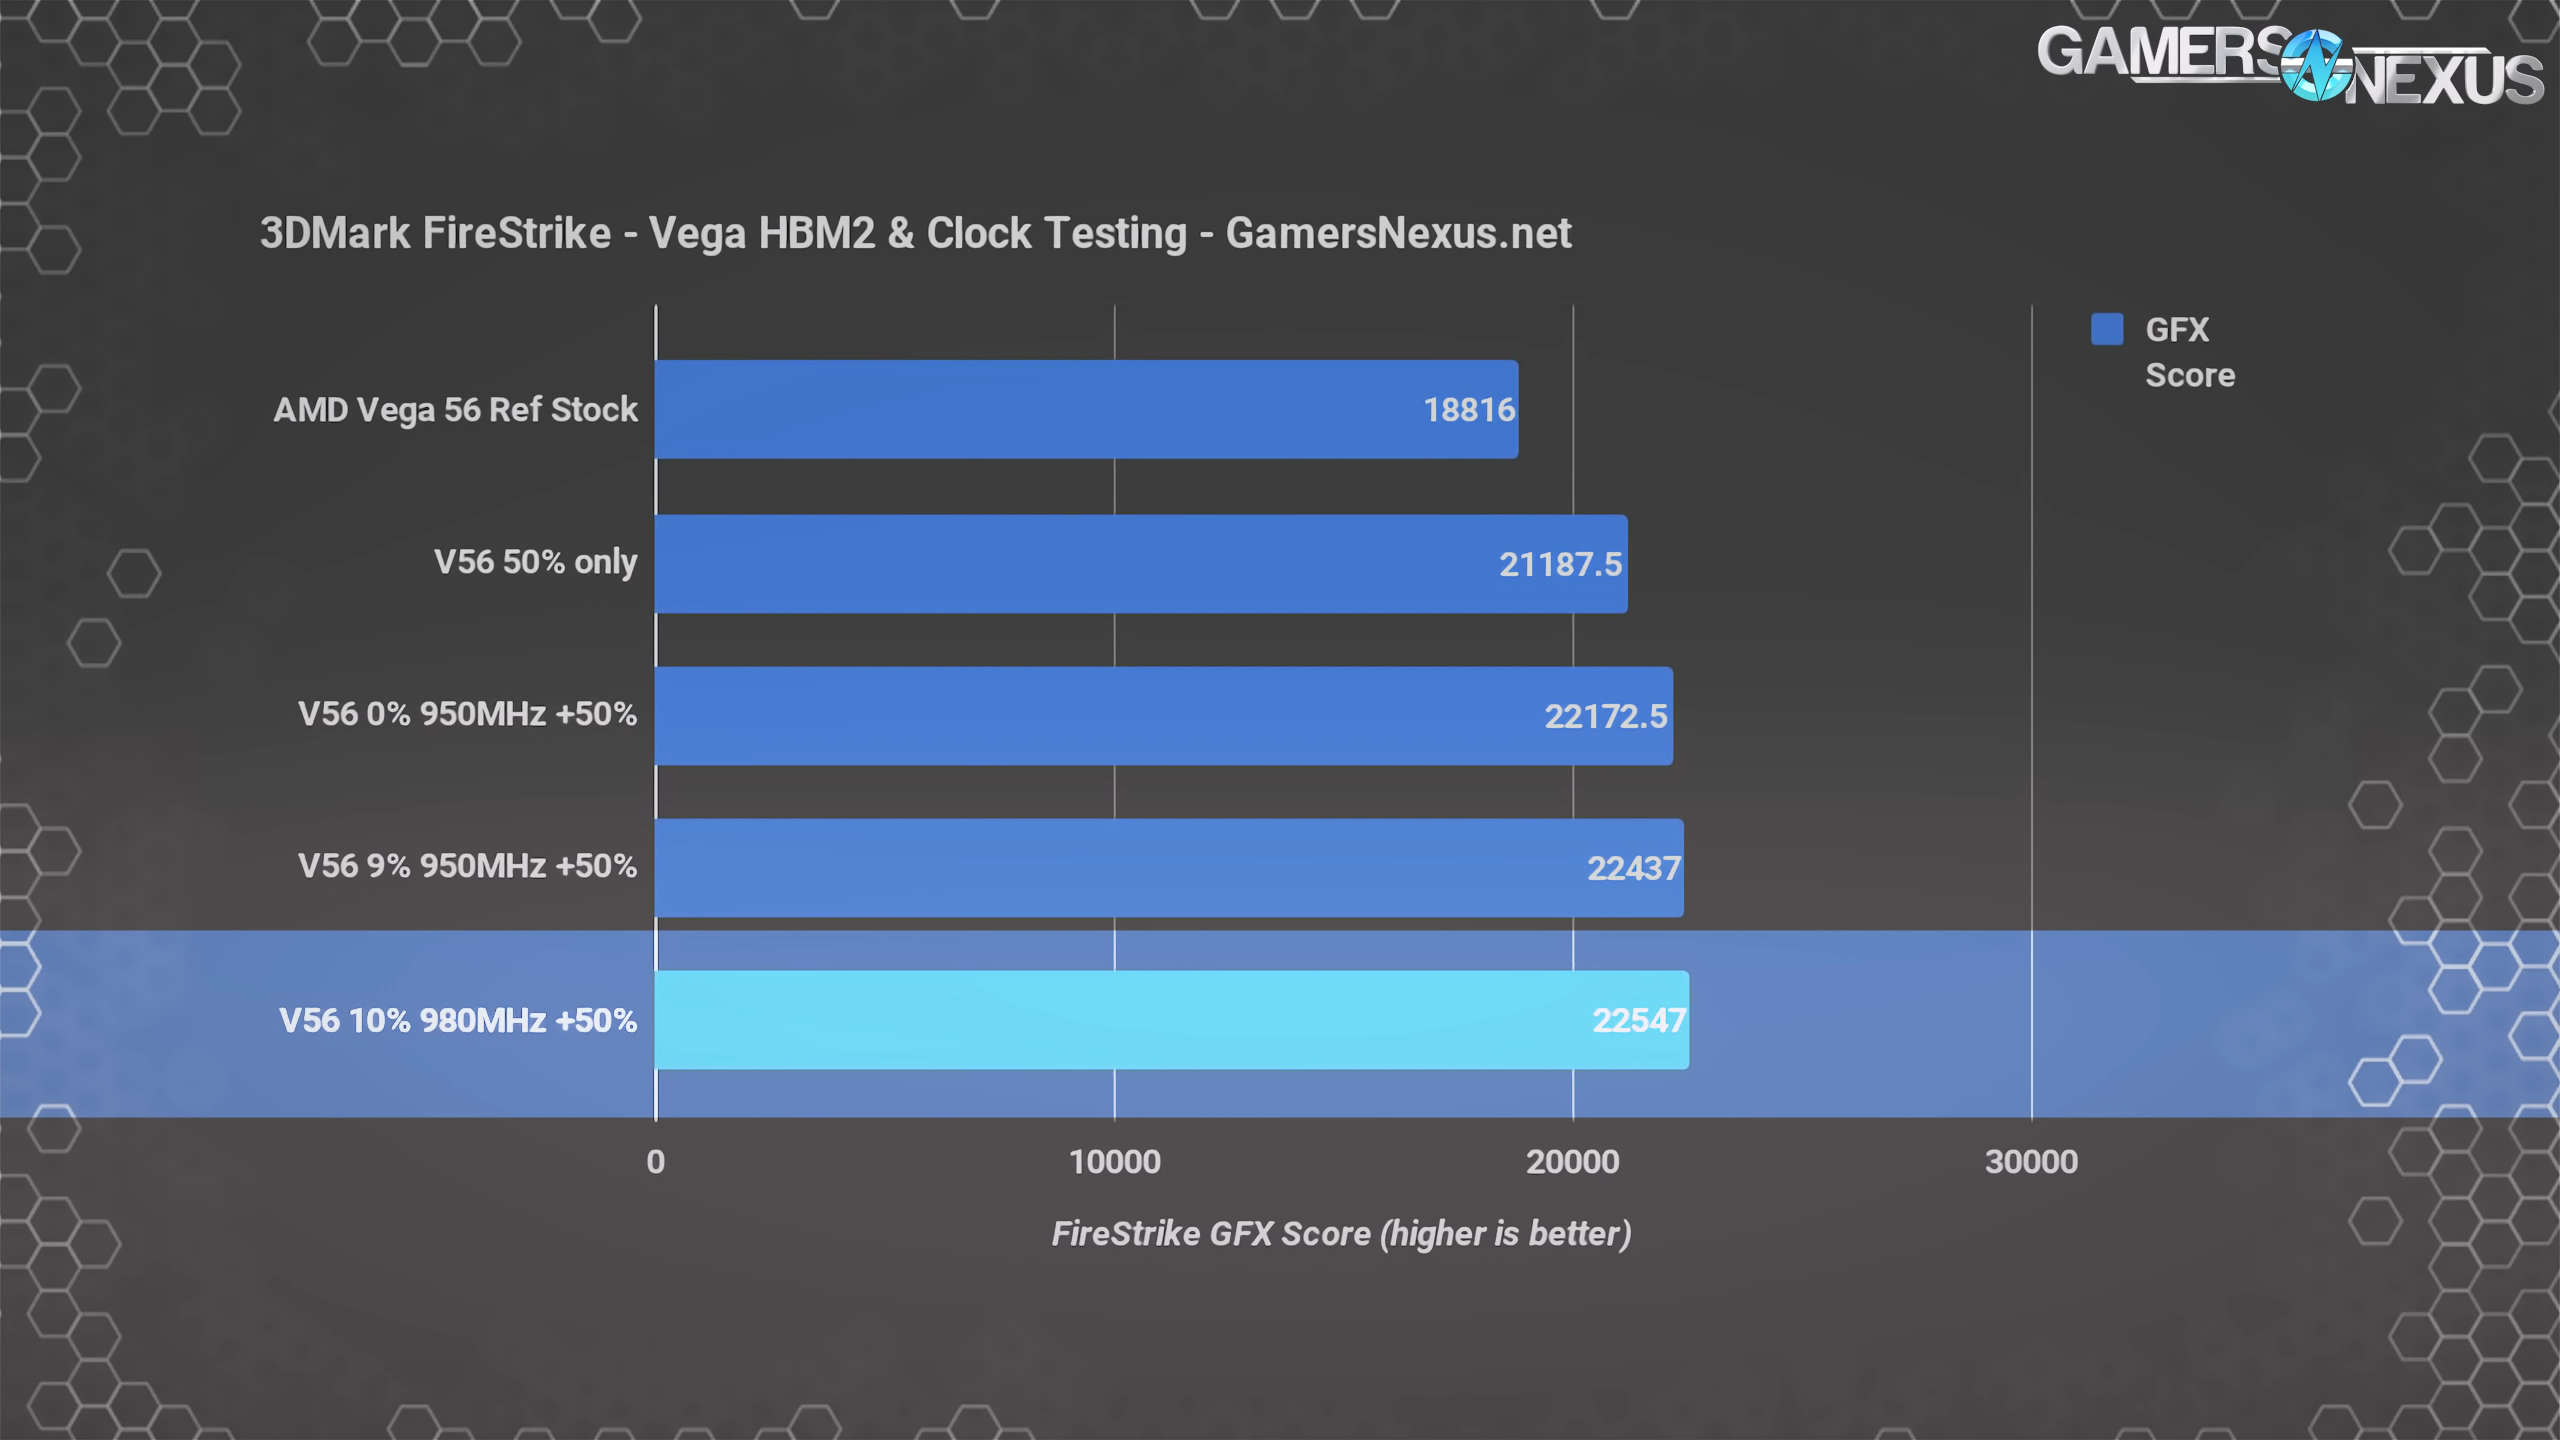 GAMERS NEXUS
3DMark FireStrike - Vega HBM2 & Clock Testing - GamersNexus.net
GFX
Score
AMD Vega 56 Ref Stock 18816
V56 50% only 21187.5
V56 0% 950MHz +50% 22172.5
V56 9% 950MHz +50% 22437
V56 10% 980MHz +50% 22547
0 10000 20000 30000
FireStrike GFX Score (higher is better)